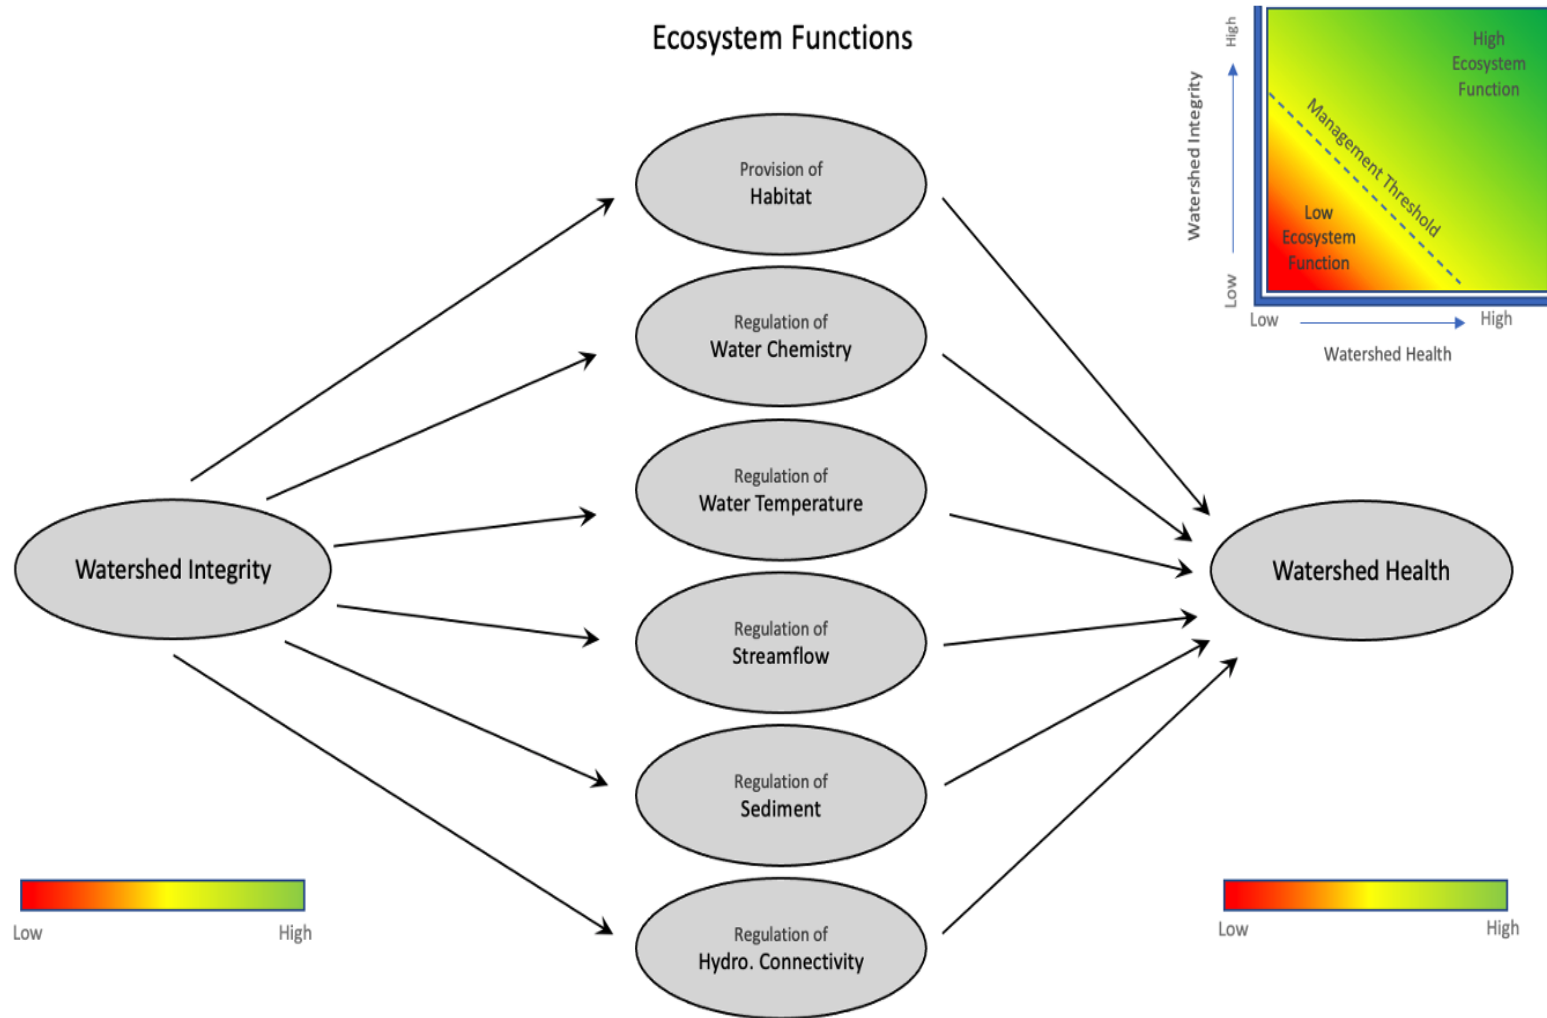 Ecosystem Functions
Provision of
Habitat
Regulation of
Water Chemistry
Regulation of
Water Temperature
Regulation of
Streamflow
Regulation of
Sediment
Regulation of
Hydro. Connectivity
Watershed Integrity
Watershed Health
Low
High
Low
High
High
Watershed Integrity
Low
High
Ecosystem
Function
Management Threshold
Low
Ecosystem
Function
Low
High
Watershed Health